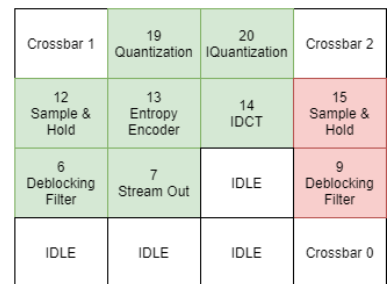 Crossbar 1
19
Quantization
20
IQuantization
Crossbar 2
12
Sample &
Hold
13
Entropy
Encoder
14
IDCT
15
Sample &
Hold
6
Deblocking
Filter
7
Stream Out
IDLE
9
Deblocking
Filter
IDLE
IDLE
IDLE
Crossbar 0